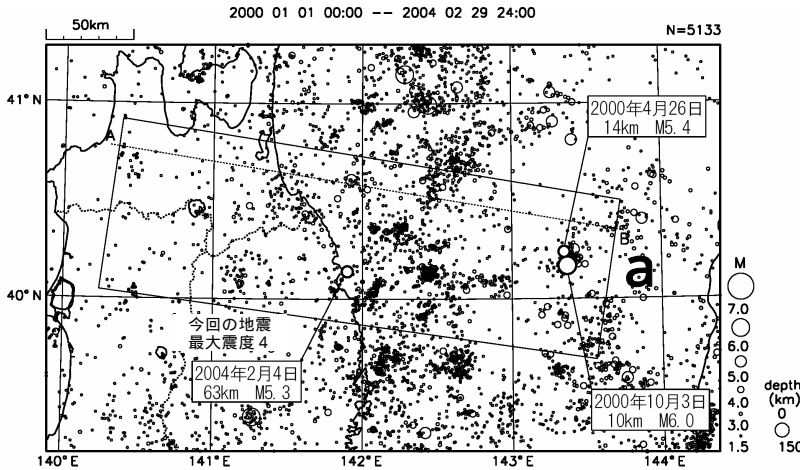 2000 01 01 00:00 -- 2004 02 29 24:00
50km
N=5133
41°N
2000年4月26日
14km M5.4
A
B
a
40°N
今回の地震
最大震度4
2004年2月4日
63km M5.3
2000年10月3日
10km M6.0
M
7.0
6.0
5.0
4.0
3.0
1.5
depth
(km)
0
150
140°E
141°E
142°E
143°E
144°E